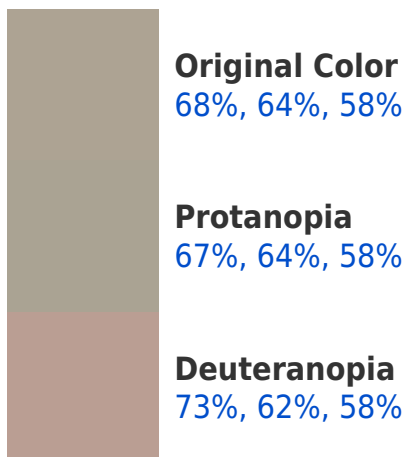 Original Color
68%, 64%, 58%
Protanopia
67%, 64%, 58%
Deuteranopia
73%, 62%, 58%